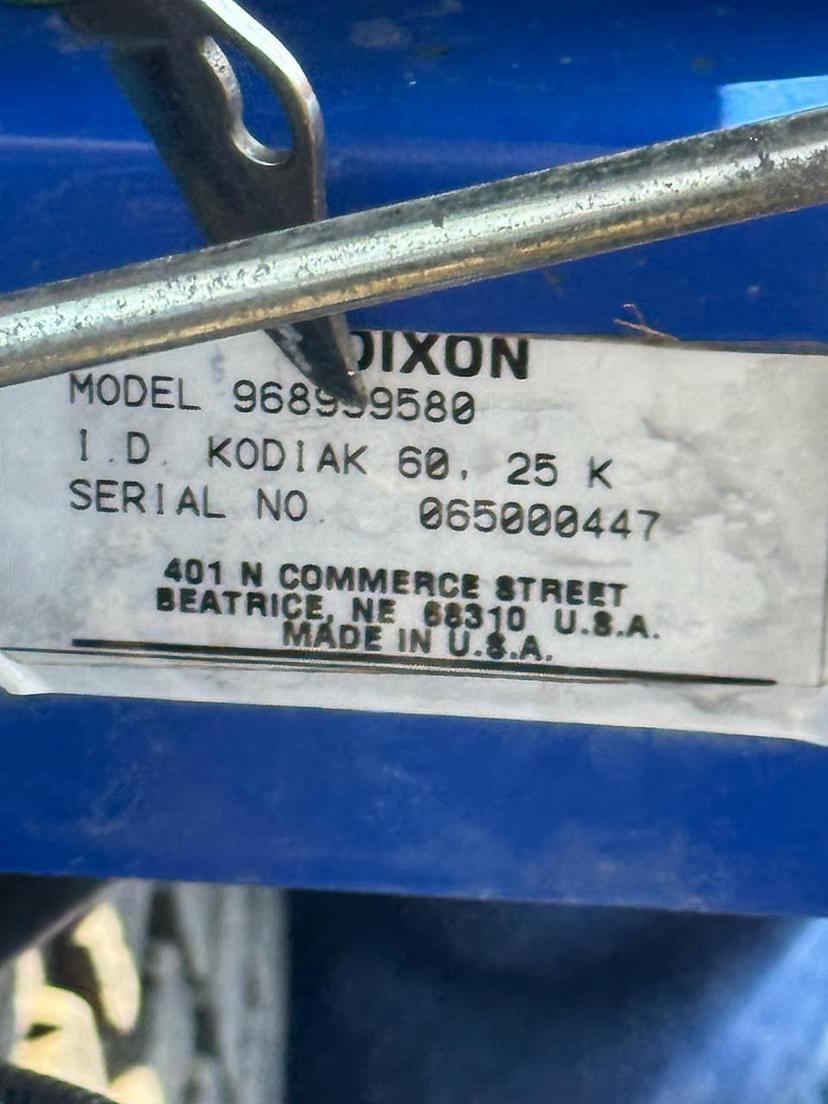 DIXON
MODEL 968999580
I.D. KODIAK 60, 25 K
SERIAL NO. 065000447
401 N COMMERCE STREET
BEATRICE, NE 68310 U.S.A.
MADE IN U.S.A.